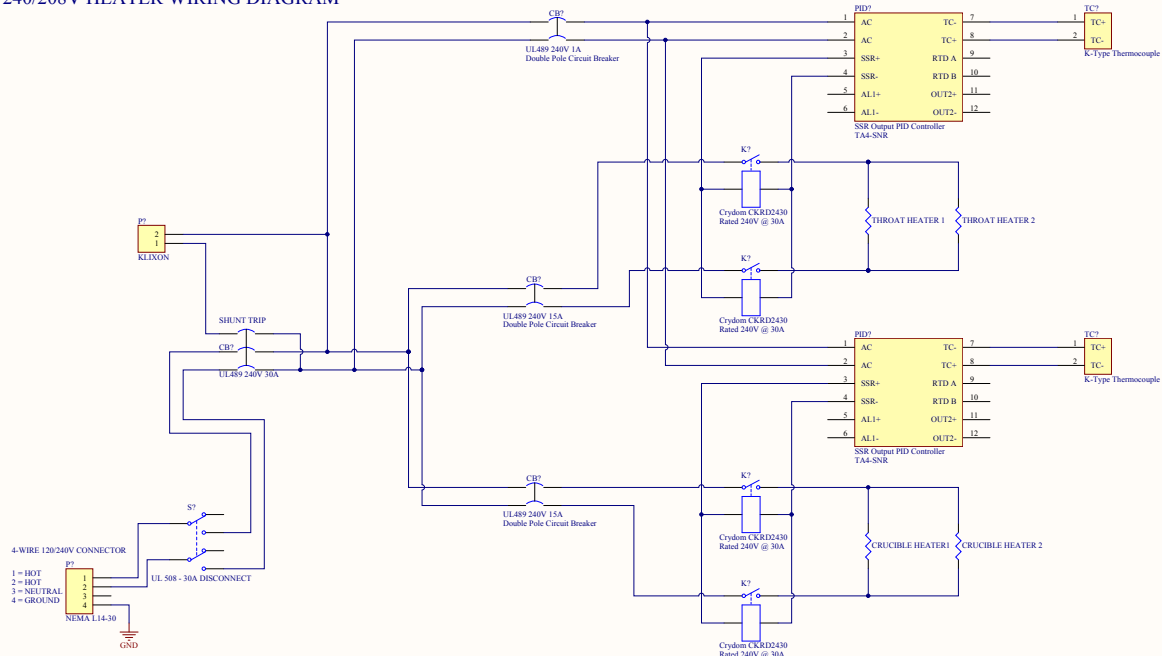 240/208V HEATER WIRING DIAGRAM
CB?
UL489 240V 1A
Double Pole Circuit Breaker
PID?
1 AC TC- 7
2 AC TC+ 8
3 SSR+ RTD A 9
4 SSR- RTD B 10
5 AL1+ OUT2+ 11
6 AL1- OUT2- 12
SSR Output PID Controller
TA4-SNR
TC?
1 TC+
2 TC-
K-Type Thermocouple
K?
Crydom CKRD2430
Rated 240V @ 30A
THROAT HEATER 1
THROAT HEATER 2
P?
2
1
KLIXON
K?
Crydom CKRD2430
Rated 240V @ 30A
CB?
UL489 240V 15A
Double Pole Circuit Breaker
SHUNT TRIP
CB?
UL489 240V 30A
PID?
1 AC TC- 7
2 AC TC+ 8
3 SSR+ RTD A 9
4 SSR- RTD B 10
5 AL1+ OUT2+ 11
6 AL1- OUT2- 12
SSR Output PID Controller
TA4-SNR
TC?
1 TC+
2 TC-
K-Type Thermocouple
CB?
UL489 240V 15A
Double Pole Circuit Breaker
K?
Crydom CKRD2430
Rated 240V @ 30A
CRUCIBLE HEATER1
CRUCIBLE HEATER 2
S?
UL 508 - 30A DISCONNECT
4-WIRE 120/240V CONNECTOR
1 = HOT
2 = HOT
3 = NEUTRAL
4 = GROUND
P?
1
2
3
4
NEMA L14-30
GND
K?
Crydom CKRD2430
Rated 240V @ 30A